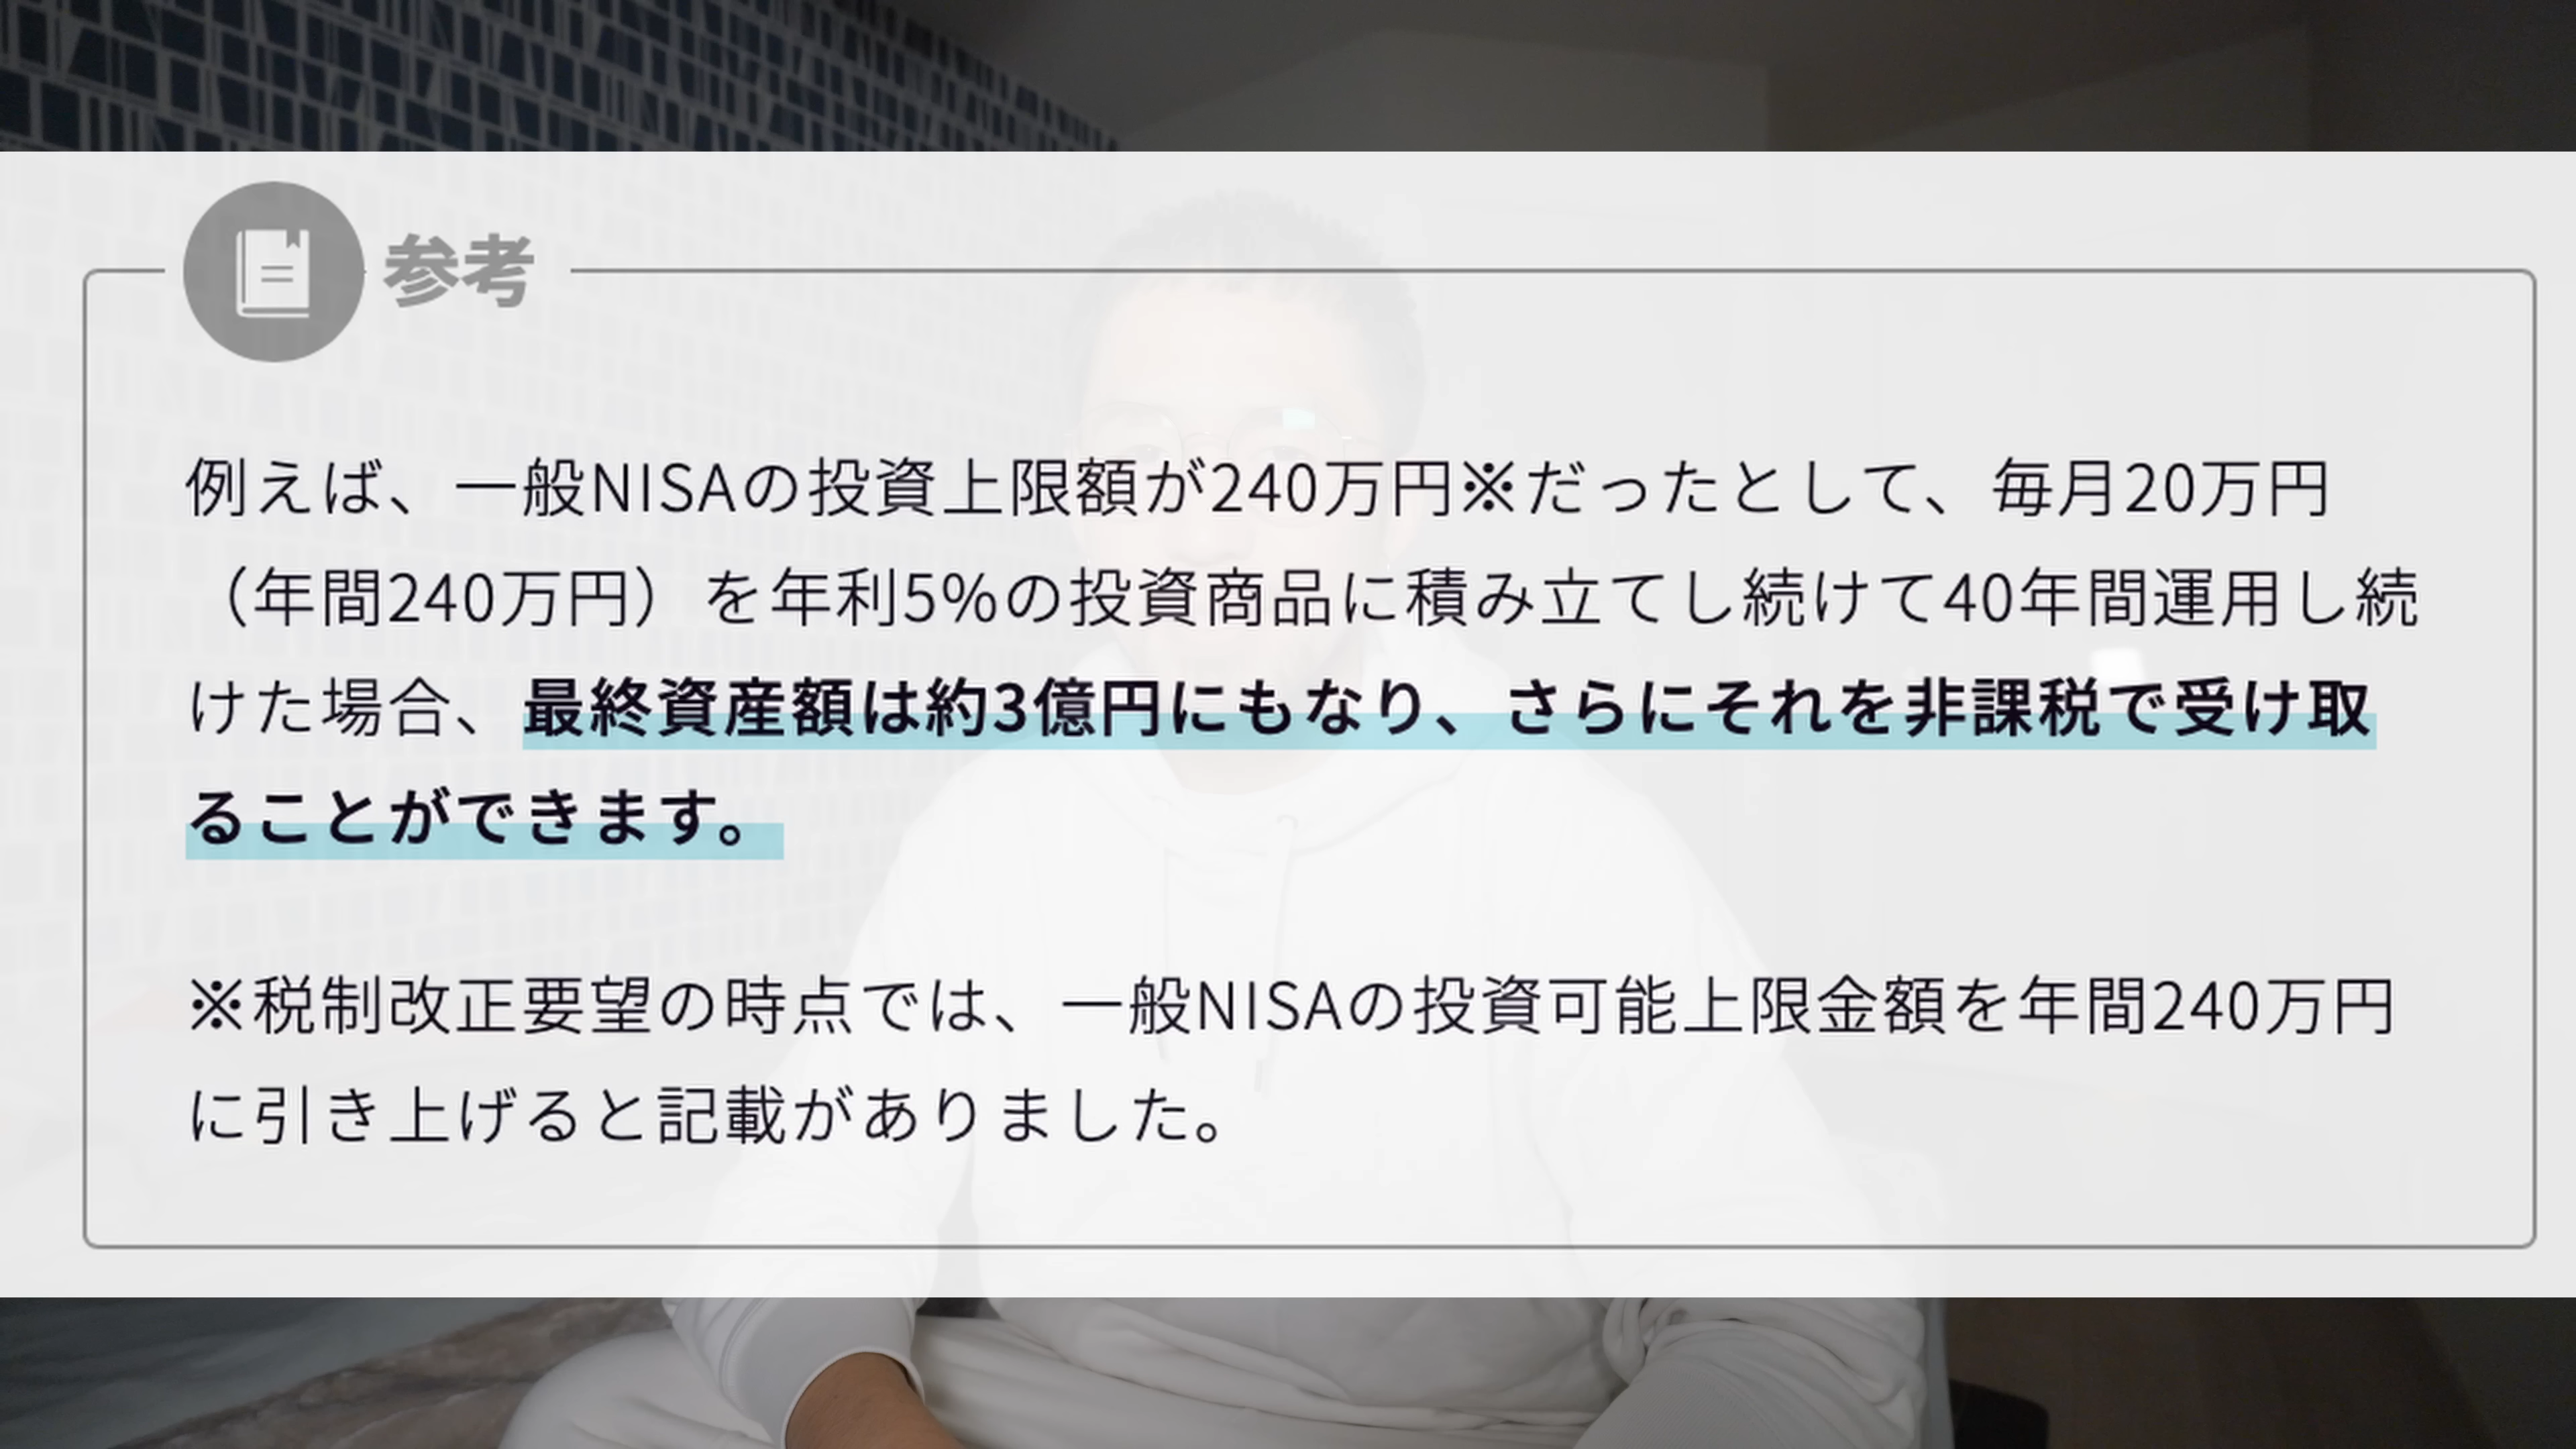 参考
例えば、一般NISAの投資上限額が240万円※だったとして、毎月20万円
（年間240万円）を年利5%の投資商品に積み立てし続けて40年間運用し続
けた場合、最終資産額は約3億円にもなり、さらにそれを非課税で受け取
ることができます。
※税制改正要望の時点では、一般NISAの投資可能上限金額を年間240万円
に引き上げると記載がありました。